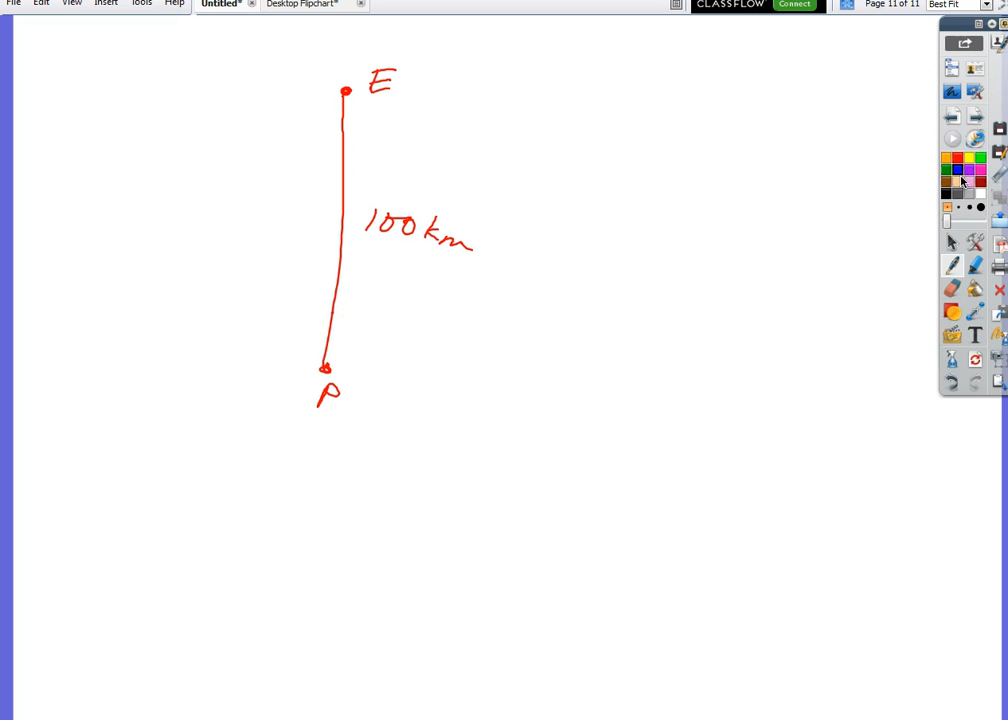 File Edit View Insert Tools Help Untitled* Desktop Flipchart* CLASSFLOW Connect Page 11 of 11 Best Fit
E
100 km
P